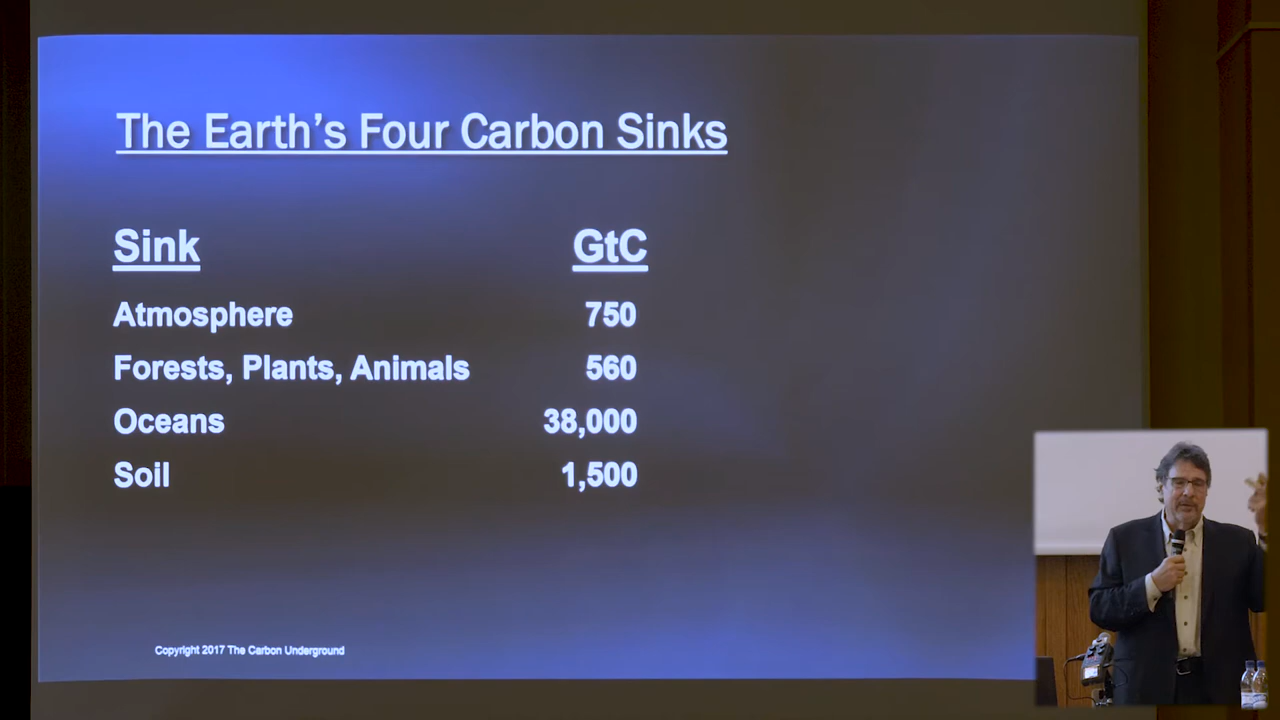 The Earth's Four Carbon Sinks
Sink GtC
Atmosphere 750
Forests, Plants, Animals 560
Oceans 38,000
Soil 1,500
Copyright 2017 The Carbon Underground